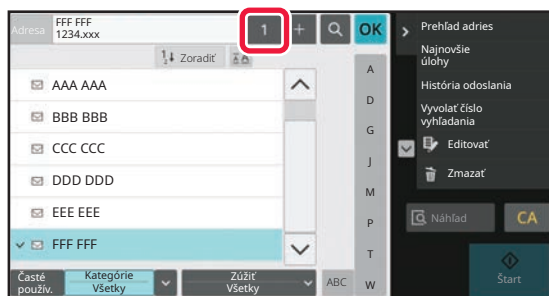 Adresa
FFF FFF
1234.xxx
1
+
OK
Zoradiť
AAA AAA
BBB BBB
CCC CCC
DDD DDD
EEE EEE
FFF FFF
Časté
použív.
Kategórie
Všetky
Zúžiť
Všetky
ABC
A
D
G
J
M
P
T
W
Prehľad adries
Najnovšie
úlohy
História odoslania
Vyvolať číslo
vyhľadania
Editovať
Zmazať
Náhľad
CA
Štart